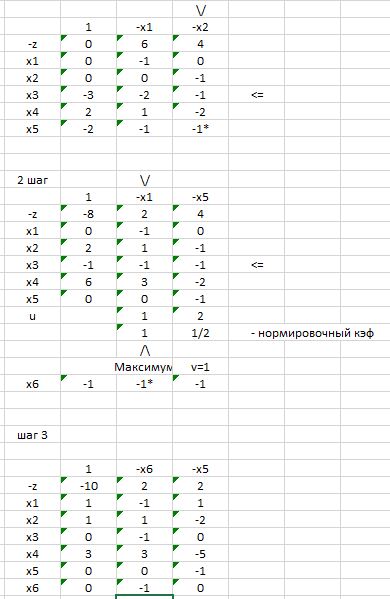 \/
1 -x1 -x2
-z 0 6 4
x1 0 -1 0
x2 0 0 -1
x3 -3 -2 -1 <=
x4 2 1 -2
x5 -2 -1 -1*
2 шаг \/
1 -x1 -x5
-z -8 2 4
x1 0 -1 0
x2 2 1 -1
x3 -1 -1 -1 <=
x4 6 3 -2
x5 0 0 -1
u 1 2
1 1/2 - нормировочный кэф
/\
Максимум v=1
x6 -1 -1* -1
шаг 3
1 -x6 -x5
-z -10 2 2
x1 1 -1 1
x2 1 1 -2
x3 0 -1 0
x4 3 3 -5
x5 0 0 -1
x6 0 -1 0